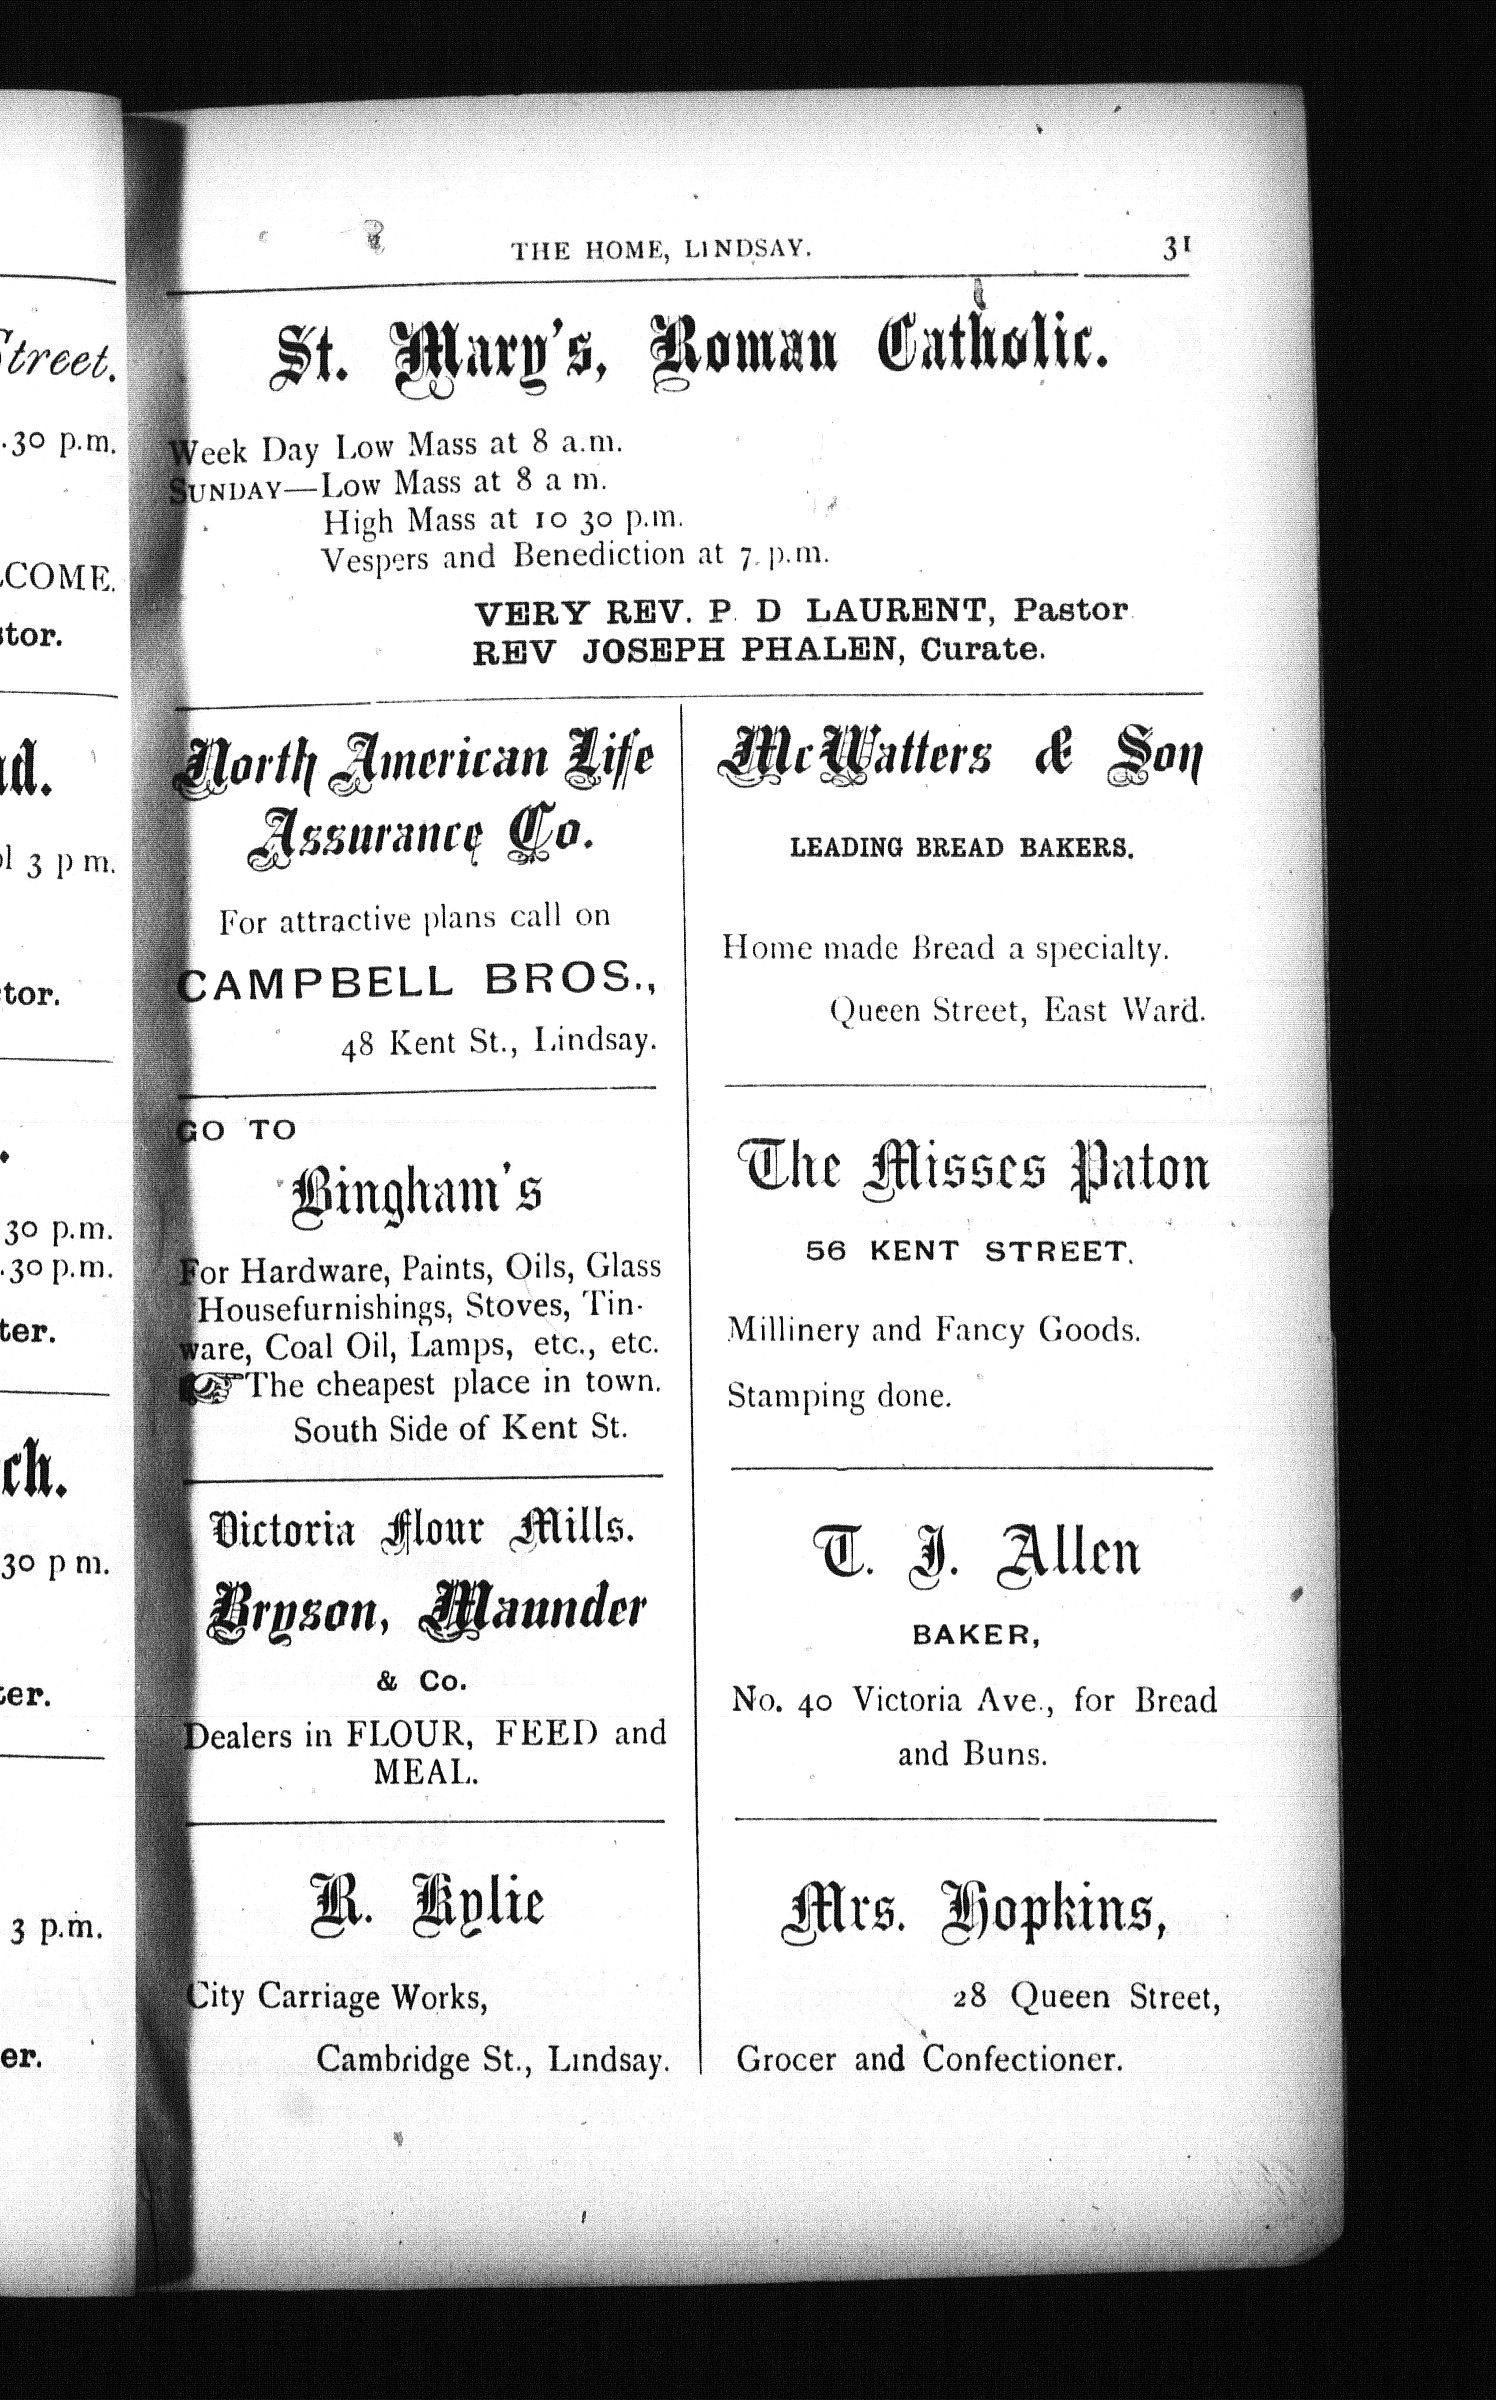 THE HOME, LINDSAY. 31
St. Mary's, Roman Catholic.
Week Day Low Mass at 8 a.m.
SUNDAY—Low Mass at 8 a m.
High Mass at 10 30 p.m.
Vespers and Benediction at 7. p.m.
VERY REV. P. D LAURENT, Pastor
REV JOSEPH PHALEN, Curate.
North American Life
Assurance Co.
For attractive plans call on
CAMPBELL BROS.,
48 Kent St., Lindsay.
GO TO
Bingham's
For Hardware, Paints, Oils, Glass
Housefurnishings, Stoves, Tin-
ware, Coal Oil, Lamps, etc., etc.
☞The cheapest place in town.
South Side of Kent St.
Victoria Flour Mills.
Bryson, Maunder
& Co.
Dealers in FLOUR, FEED and
MEAL.
R. Kylie
City Carriage Works,
Cambridge St., Lindsay.
McWatters & Son
LEADING BREAD BAKERS.
Home made Bread a specialty.
Queen Street, East Ward.
The Misses Paton
56 KENT STREET.
Millinery and Fancy Goods.
Stamping done.
T. J. Allen
BAKER,
No. 40 Victoria Ave., for Bread
and Buns.
Mrs. Hopkins,
28 Queen Street,
Grocer and Confectioner.
Street.
.30 p.m.
3 p m.
30 p.m.
.30 p.m.
30 p m.
3 p.m.